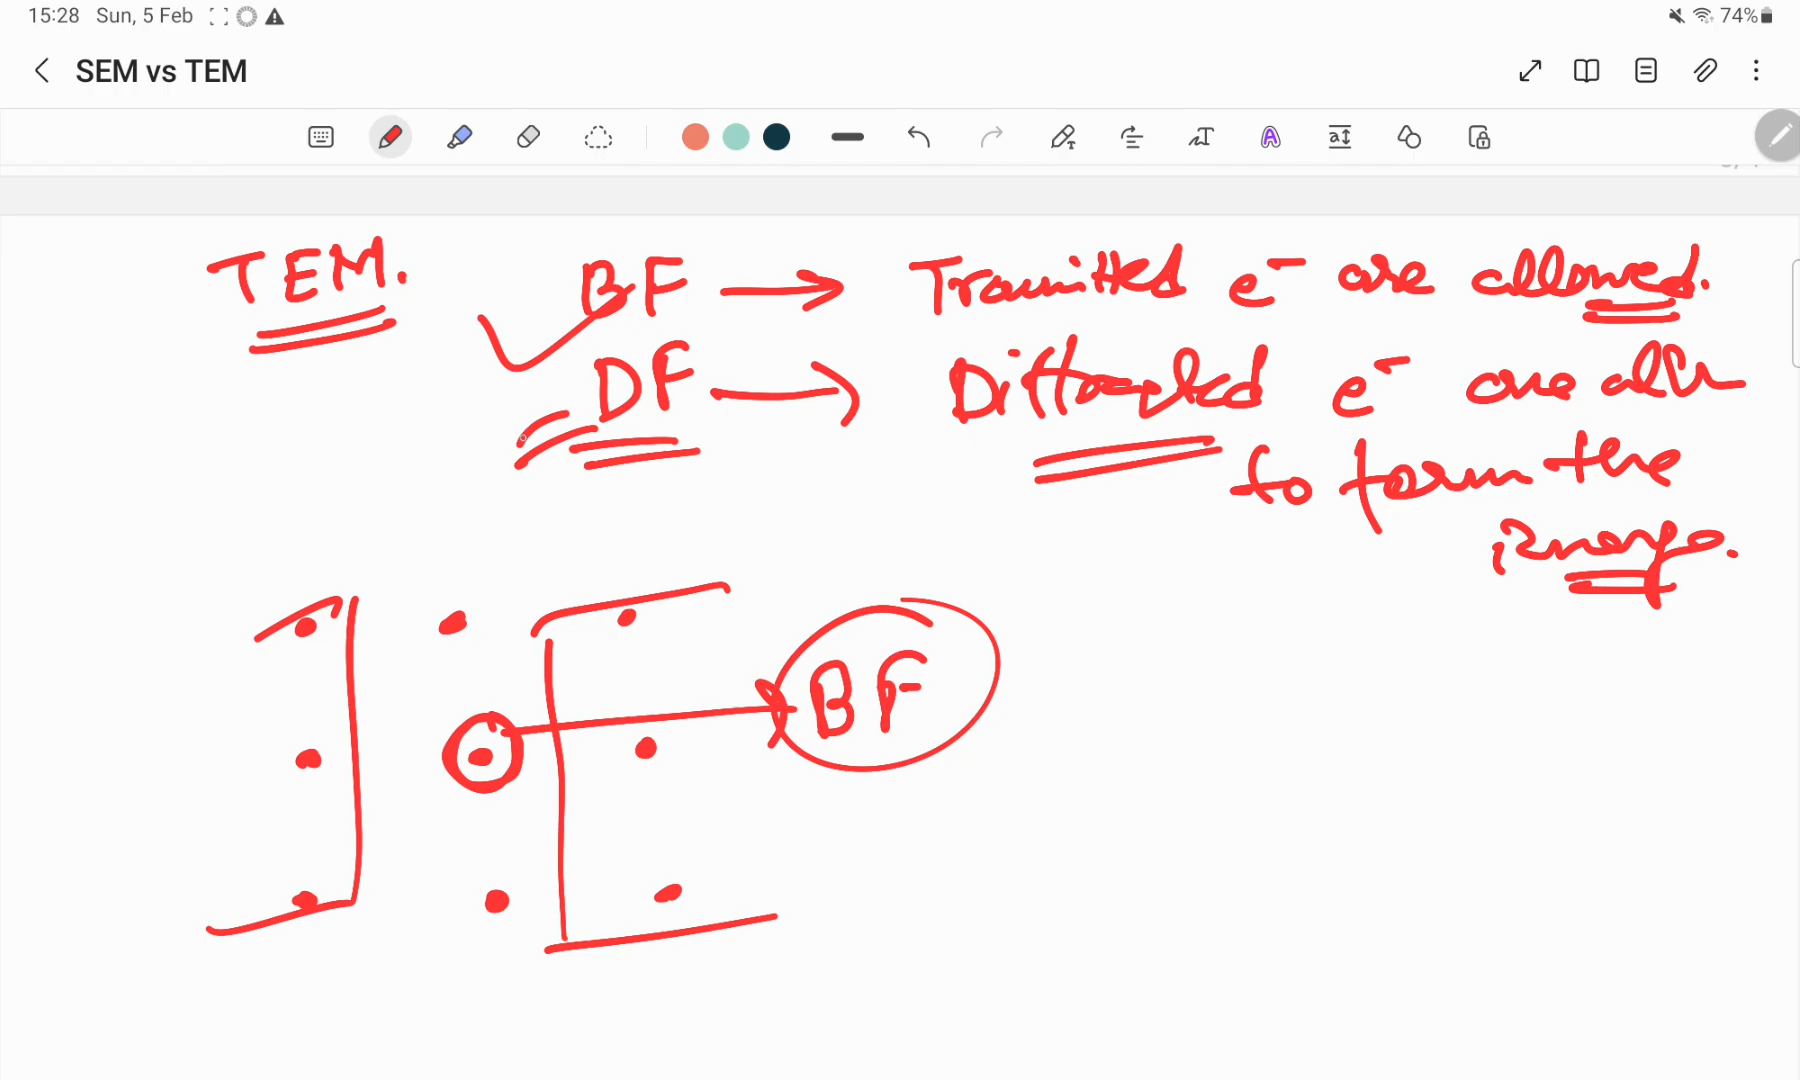 15:28 Sun, 5 Feb 74%
SEM vs TEM
TEM. BF → Transmitted e⁻ are allowed.
DF → Diffracted e⁻ are
to form the
image.
BF